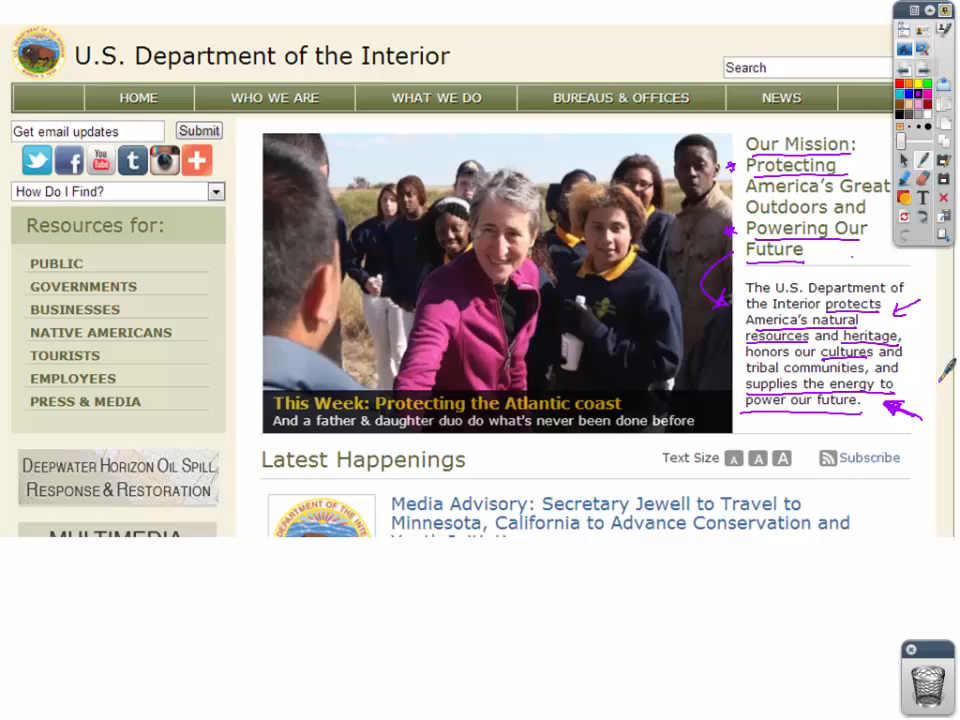 U.S. Department of the Interior
Search
HOME
WHO WE ARE
WHAT WE DO
BUREAUS & OFFICES
NEWS
Get email updates
Submit
You
Tube
How Do I Find?
Resources for:
PUBLIC
GOVERNMENTS
BUSINESSES
NATIVE AMERICANS
TOURISTS
EMPLOYEES
PRESS & MEDIA
DEEPWATER HORIZON OIL SPILL
RESPONSE & RESTORATION
MULTIMEDIA
This Week: Protecting the Atlantic coast
And a father & daughter duo do what's never been done before
Our Mission:
Protecting
America's Great
Outdoors and
Powering Our
Future
The U.S. Department of
the Interior protects
America's natural
resources and heritage,
honors our cultures and
tribal communities, and
supplies the energy to
power our future.
Latest Happenings
Text Size A A A
Subscribe
Media Advisory: Secretary Jewell to Travel to
Minnesota, California to Advance Conservation and